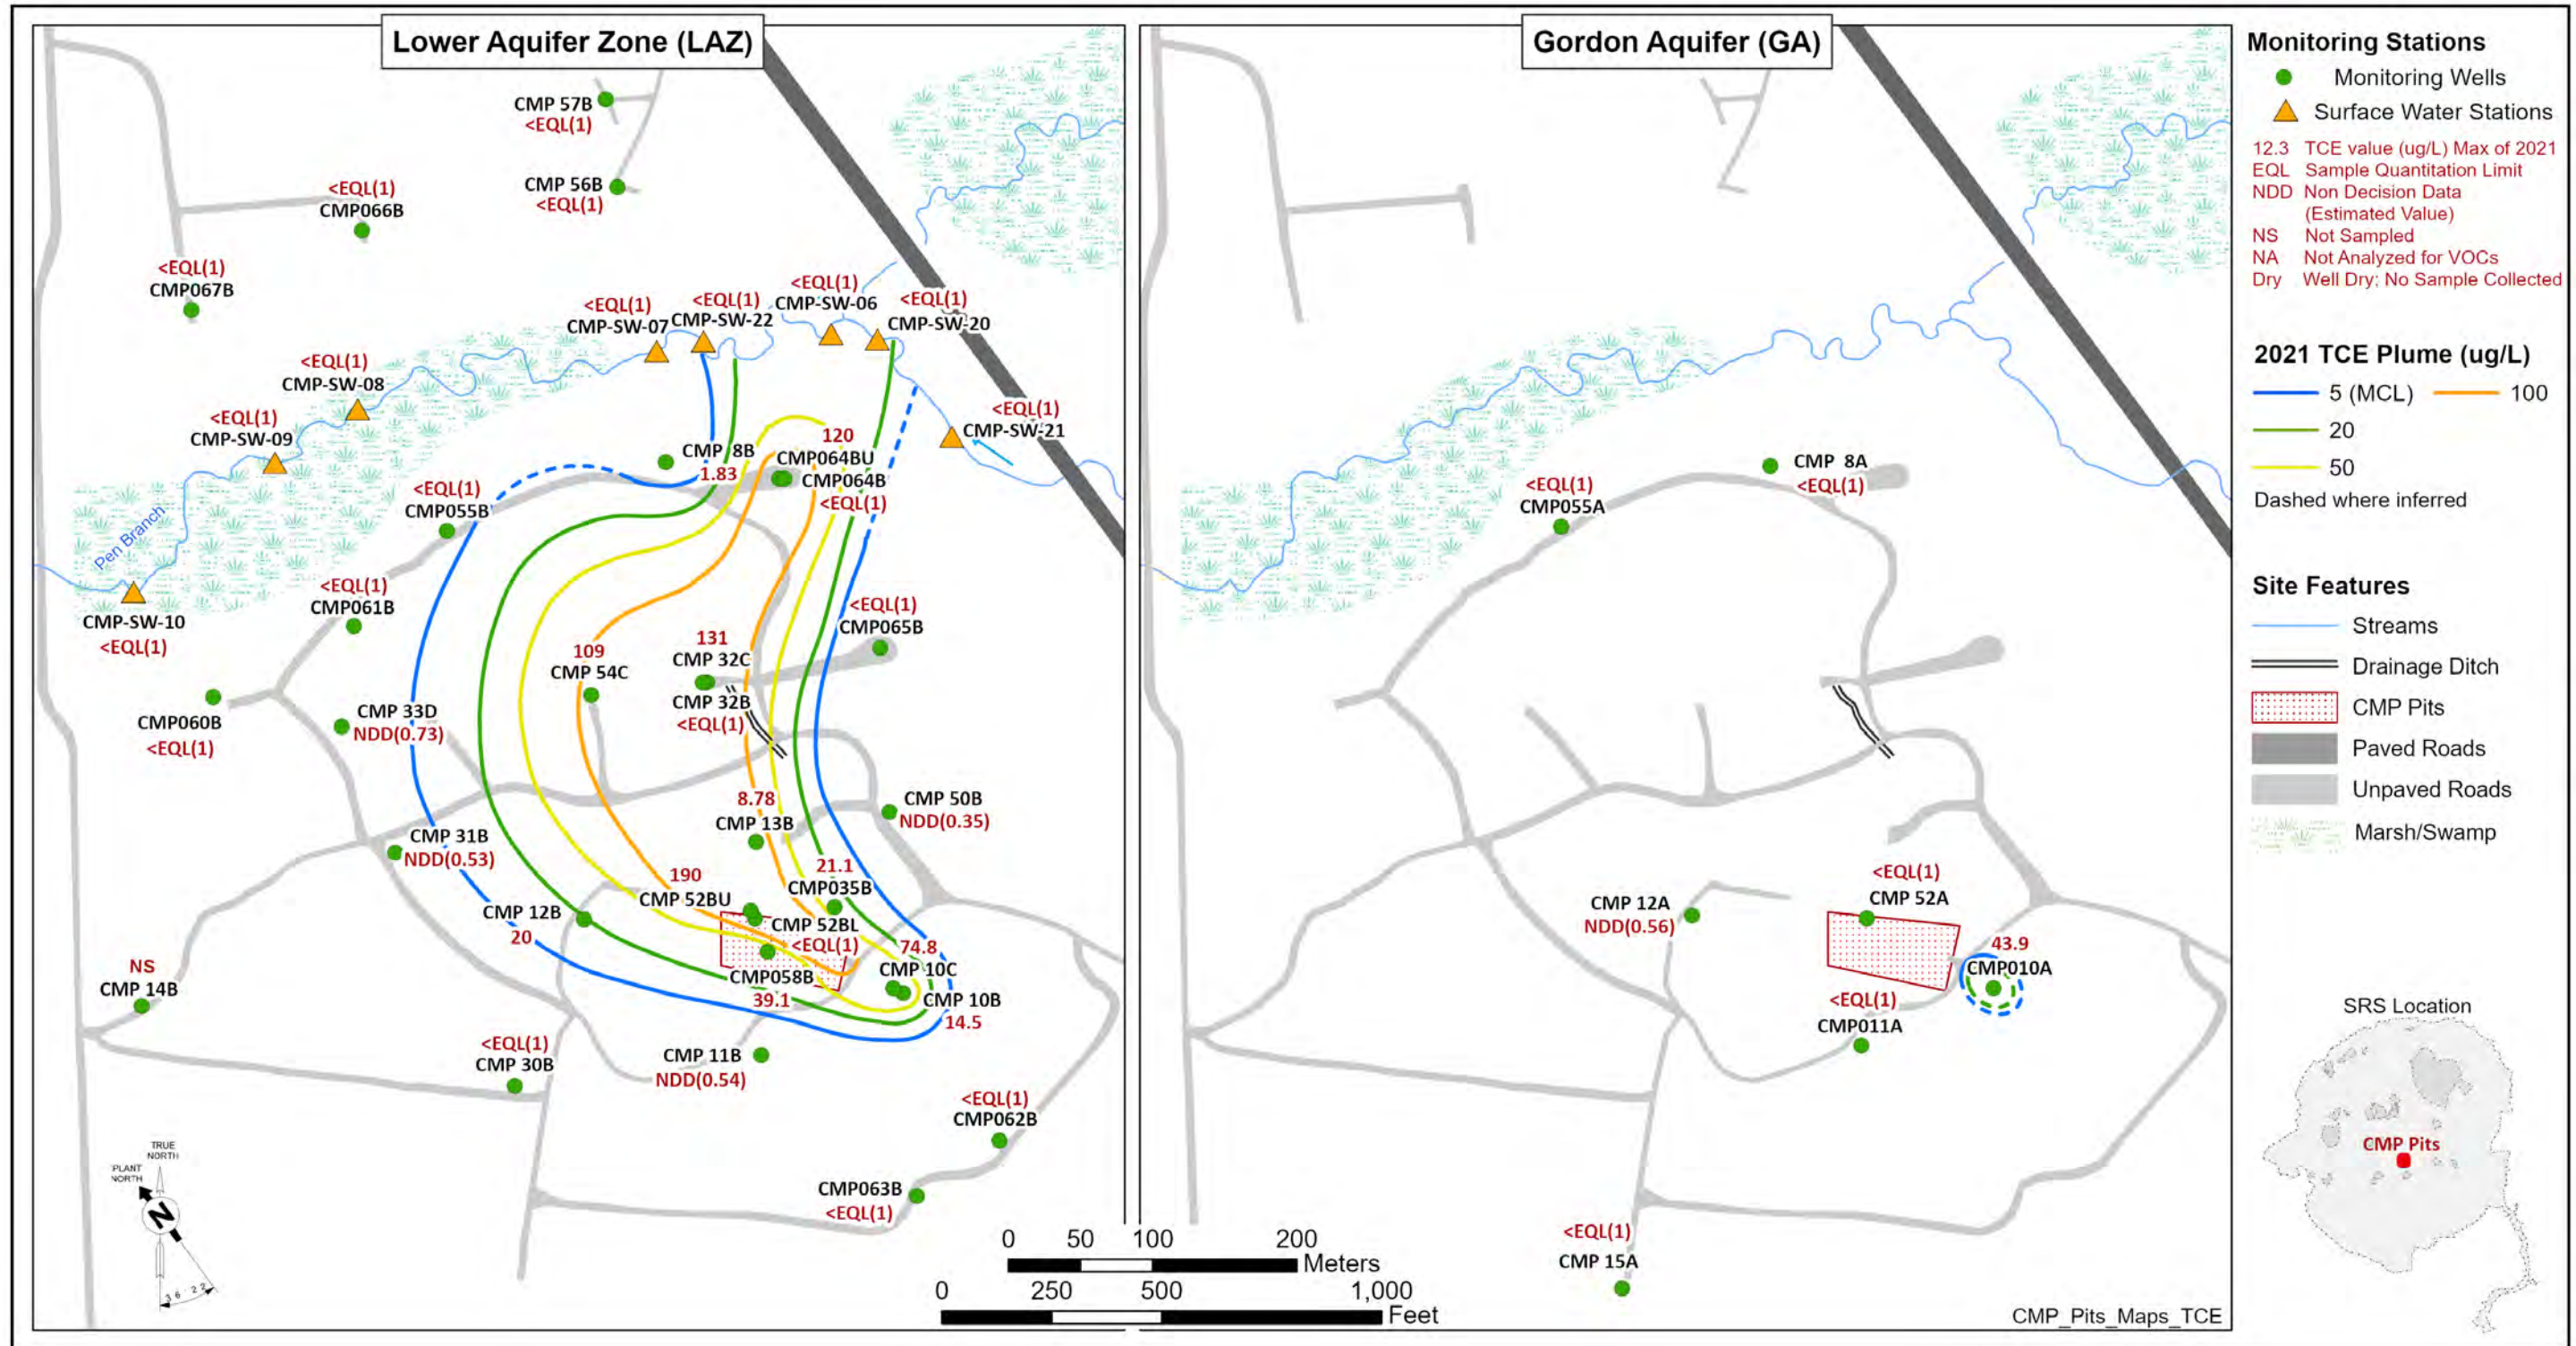 Lower Aquifer Zone (LAZ)
CMP 57B
<EQL(1)
CMP 56B
<EQL(1)
<EQL(1)
CMP066B
<EQL(1)
CMP067B
<EQL(1)
CMP-SW-07
<EQL(1)
CMP-SW-22
<EQL(1)
CMP-SW-06
<EQL(1)
CMP-SW-20
<EQL(1)
CMP-SW-08
<EQL(1)
CMP-SW-09
<EQL(1)
CMP-SW-21
CMP 8B
1.83
120
CMP064BU
CMP064B
<EQL(1)
<EQL(1)
CMP055B
Pen Branch
<EQL(1)
CMP061B
CMP-SW-10
<EQL(1)
<EQL(1)
CMP065B
109
CMP 54C
131
CMP 32C
CMP 32B
<EQL(1)
CMP060B
<EQL(1)
CMP 33D
NDD(0.73)
8.78
CMP 13B
CMP 50B
NDD(0.35)
CMP 31B
NDD(0.53)
21.1
CMP035B
190
CMP 52BU
CMP 52BL
<EQL(1)
CMP 12B
20
74.8
CMP 10C
CMP058B
39.1
CMP 10B
14.5
NS
CMP 14B
<EQL(1)
CMP 30B
CMP 11B
NDD(0.54)
<EQL(1)
CMP062B
CMP063B
<EQL(1)
TRUE
NORTH
PLANT
NORTH
N
36 22
0 50 100 200
Meters
0 250 500 1,000
Feet
Gordon Aquifer (GA)
CMP 8A
<EQL(1)
<EQL(1)
CMP055A
<EQL(1)
CMP 52A
CMP 12A
NDD(0.56)
43.9
CMP010A
<EQL(1)
CMP011A
<EQL(1)
CMP 15A
CMP_Pits_Maps_TCE
Monitoring Stations
Monitoring Wells
Surface Water Stations
12.3 TCE value (ug/L) Max of 2021
EQL Sample Quantitation Limit
NDD Non Decision Data
(Estimated Value)
NS Not Sampled
NA Not Analyzed for VOCs
Dry Well Dry; No Sample Collected
2021 TCE Plume (ug/L)
5 (MCL) 100
20
50
Dashed where inferred
Site Features
Streams
Drainage Ditch
CMP Pits
Paved Roads
Unpaved Roads
Marsh/Swamp
SRS Location
CMP Pits